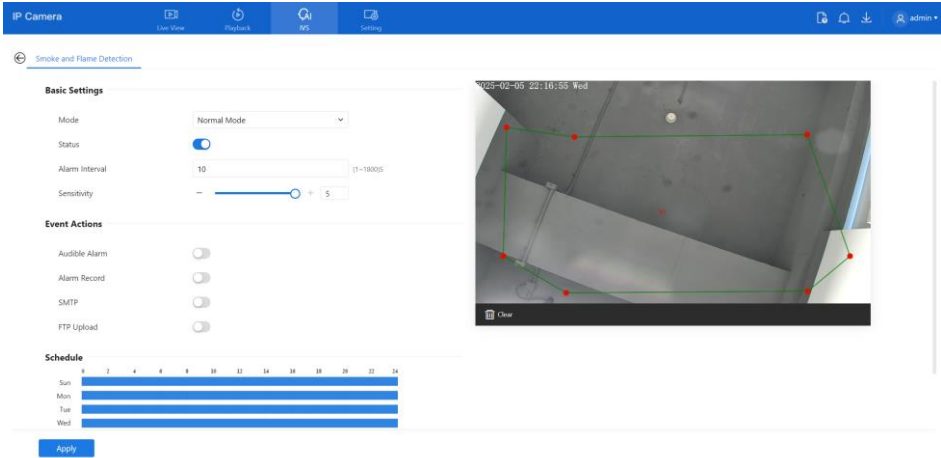 IP Camera
Live View
Playback
IVS
Setting
admin
Smoke and Flame Detection
Basic Settings
Mode Normal Mode
Status
Alarm Interval 10 (1~1800)S
Sensitivity − + 5
Event Actions
Audible Alarm
Alarm Record
SMTP
FTP Upload
Schedule
0 2 4 6 8 10 12 14 16 18 20 22 24
Sun
Mon
Tue
Wed
Apply
2025-02-05 22:16:55 Wed
Clear